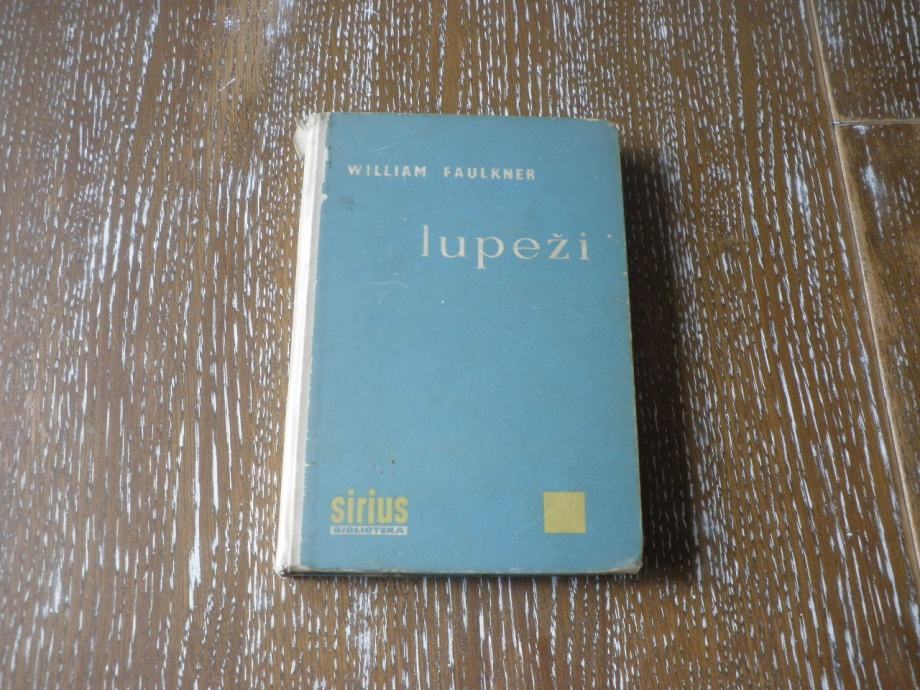 WILLIAM FAULKNER
lupeži
sirius
BIBLIOTEKA